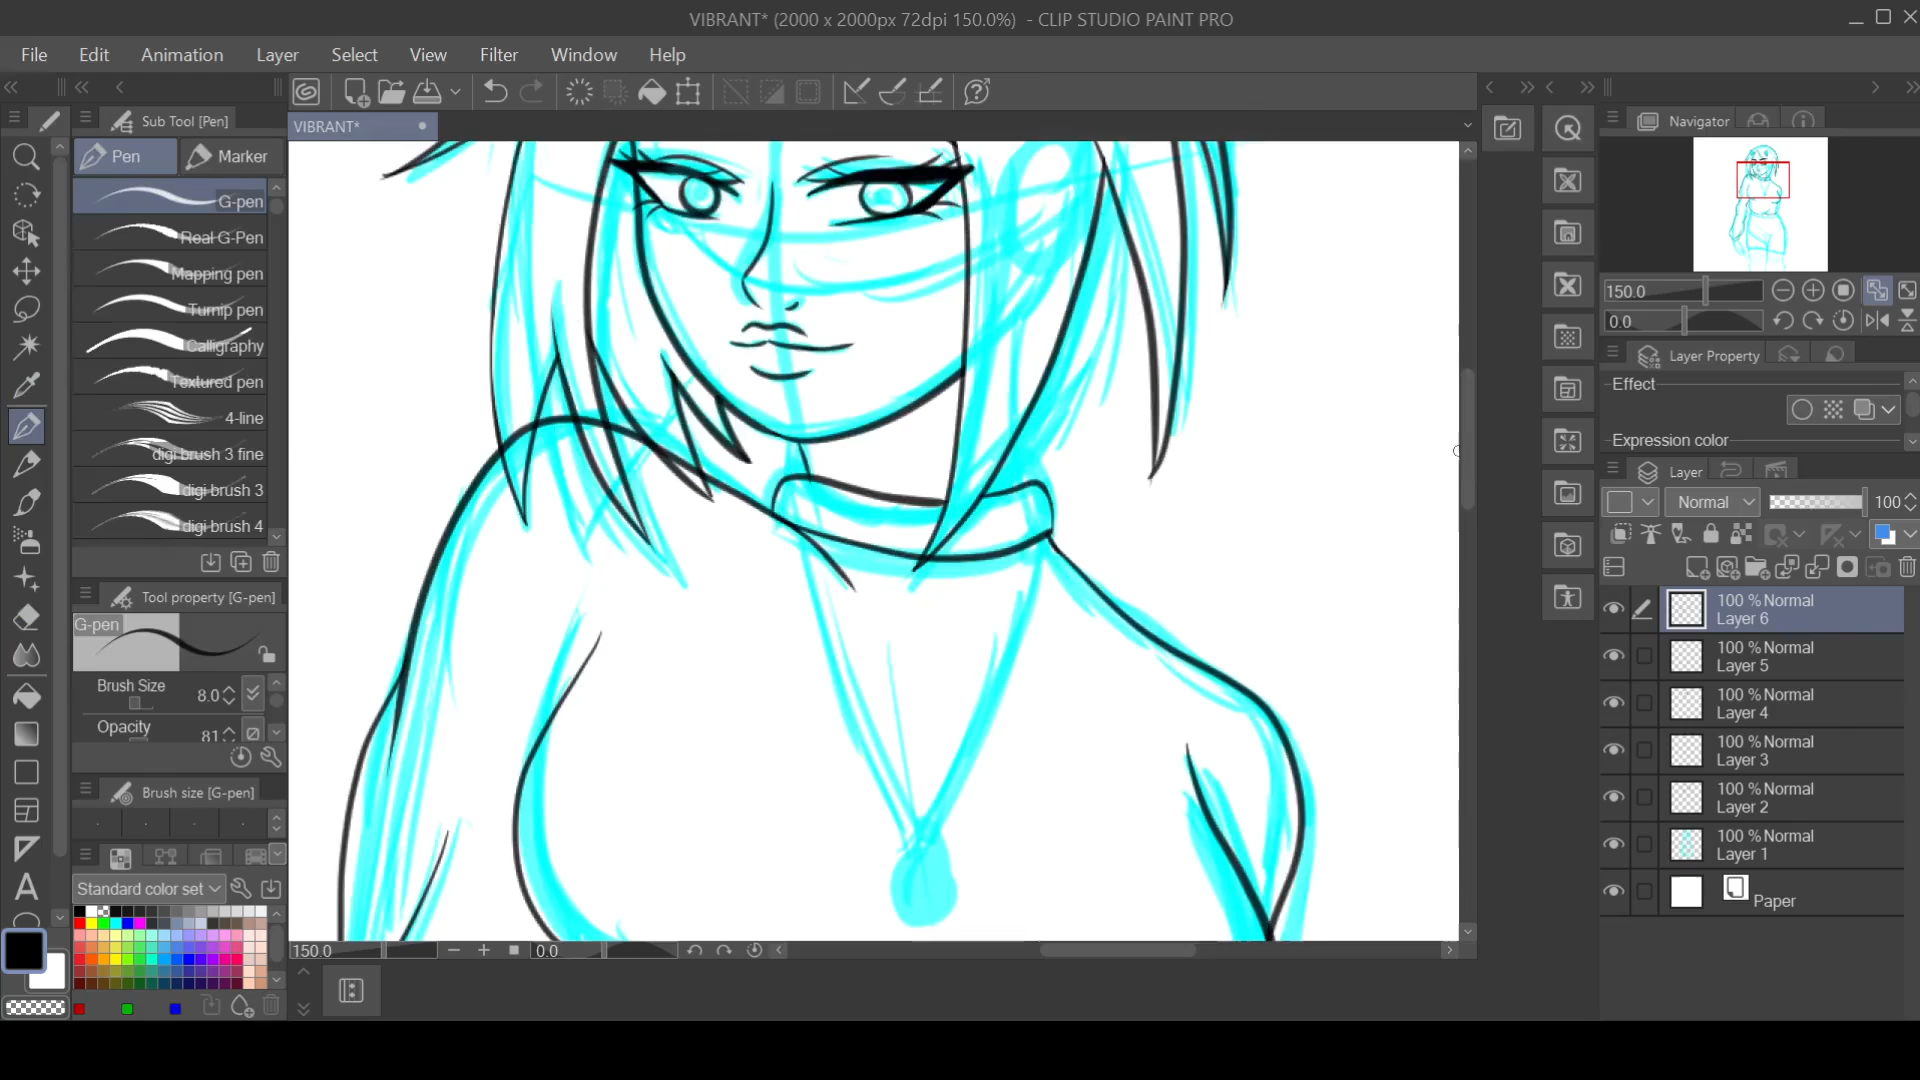 VIBRANT* (2000 x 2000px 72dpi 150.0%) - CLIP STUDIO PAINT PRO
File Edit Animation Layer Select View Filter Window Help
Sub Tool [Pen]
Pen Marker
G-pen
Real G-Pen
Mapping pen
Turnip pen
Calligraphy
Textured pen
4-line
digi brush 3 fine
digi brush 3
digi brush 4
Tool property [G-pen]
G-pen
Brush Size 8.0
Opacity 81
Brush size [G-pen]
Standard color set
VIBRANT*
150.0 0.0
Navigator
150.0
0.0
Layer Property
Effect
Expression color
Layer
Normal 100
100 % Normal
Layer 6
100 % Normal
Layer 5
100 % Normal
Layer 4
100 % Normal
Layer 3
100 % Normal
Layer 2
100 % Normal
Layer 1
Paper